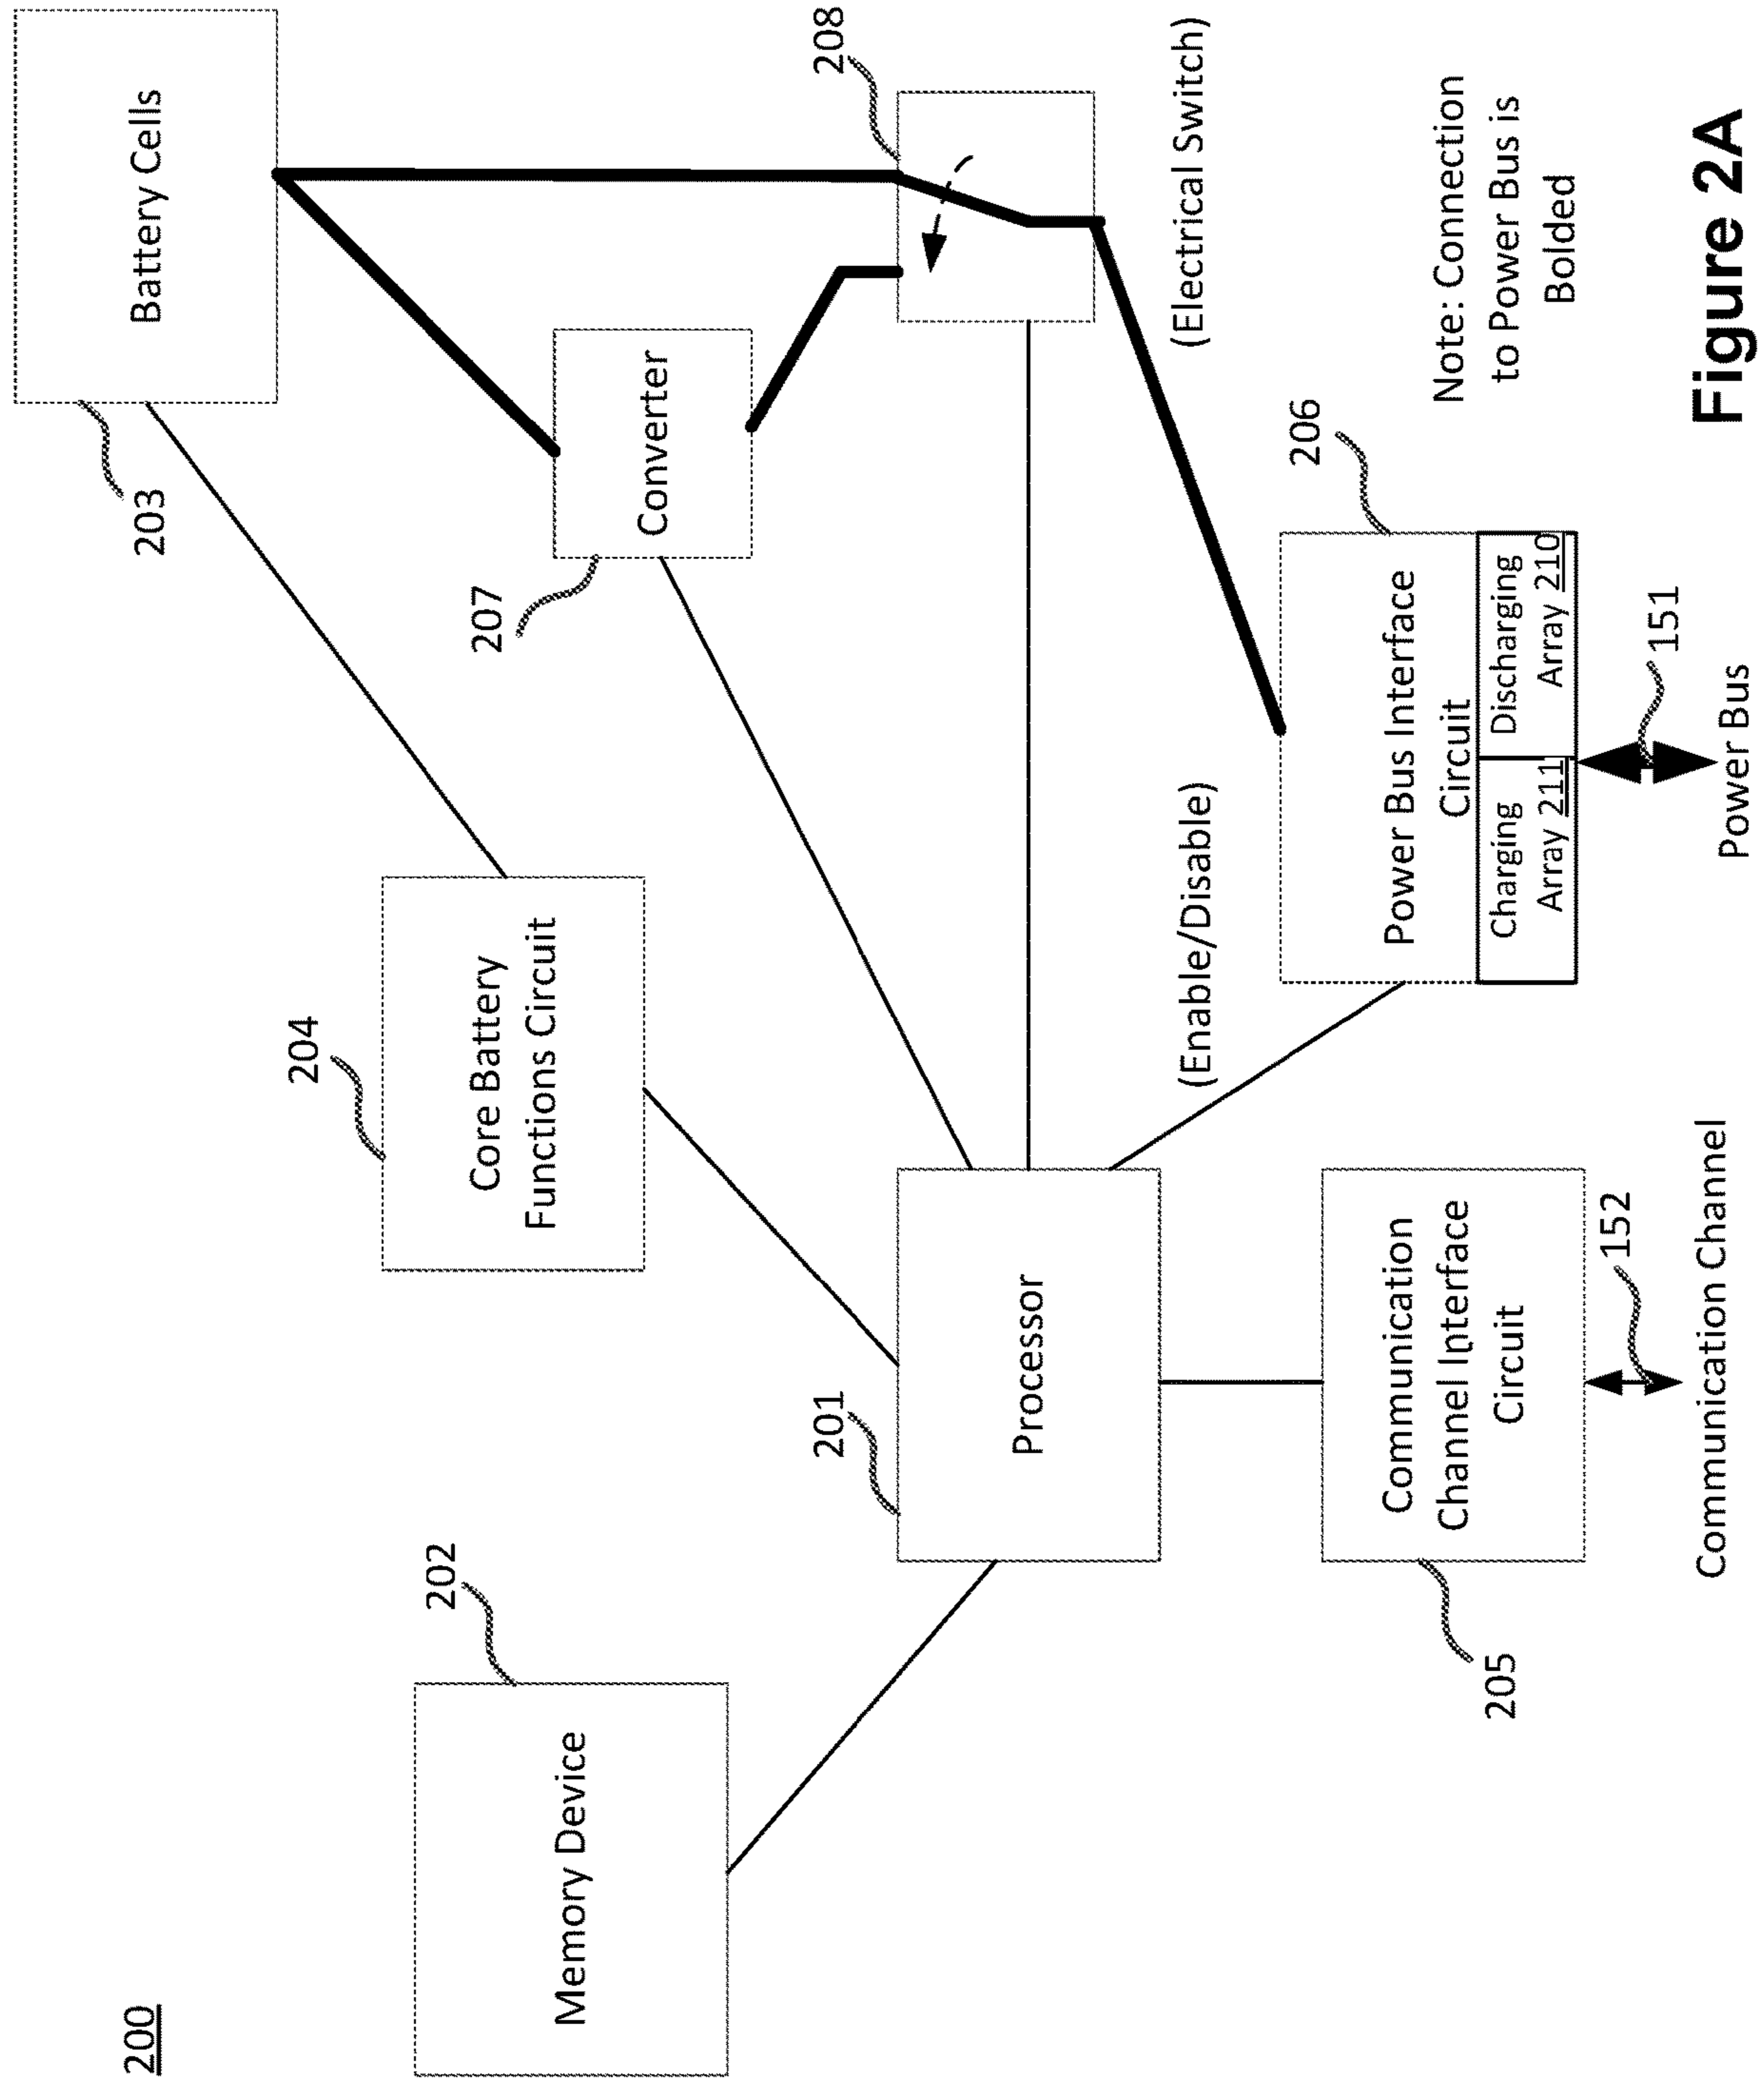 200
Memory Device
202
Processor
201
Core Battery
Functions Circuit
204
Battery Cells
203
Converter
207
208
(Electrical Switch)
(Enable/Disable)
Communication
Channel Interface
Circuit
205
152
Communication Channel
Power Bus Interface
Circuit
206
Charging
Array 211
Discharging
Array 210
151
Power Bus
Note: Connection
to Power Bus is
Bolded
Figure 2A